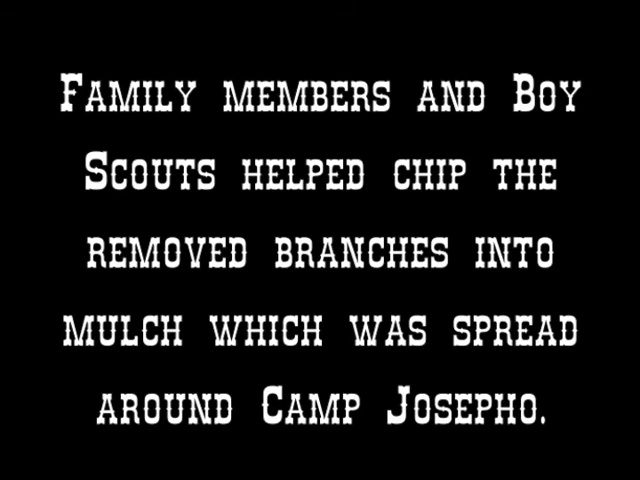 Family members and Boy
Scouts helped chip the
removed branches into
mulch which was spread
around Camp Josepho.